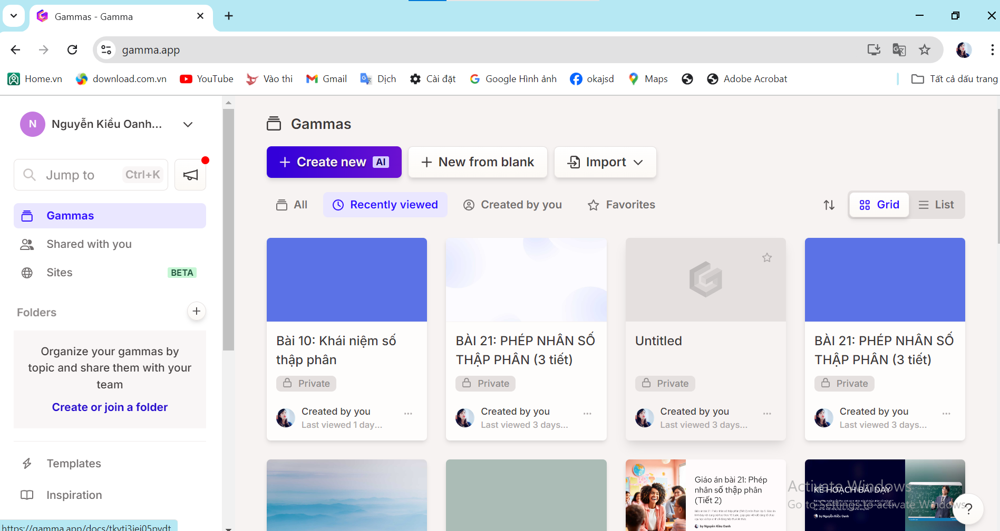 Gammas - Gamma
gamma.app
Home.vn
download.com.vn
YouTube
Vào thi
Gmail
Dịch
Cài đặt
Google Hình ảnh
okajsd
Maps
Adobe Acrobat
Tất cả dấu trang
N
Nguyễn Kiều Oanh...
Jump to
Ctrl+K
Gammas
Shared with you
Sites
BETA
Folders
Organize your gammas by
topic and share them with your
team
Create or join a folder
Templates
Inspiration
Gammas
Create new AI
New from blank
Import
All
Recently viewed
Created by you
Favorites
Grid
List
Bài 10: Khái niệm số
thập phân
Private
Created by you
Last viewed 1 day...
BÀI 21: PHÉP NHÂN SỐ
THẬP PHÂN (3 tiết)
Private
Created by you
Last viewed 3 days...
Untitled
Private
Created by you
Last viewed 3 days...
BÀI 21: PHÉP NHÂN SỐ
THẬP PHÂN (3 tiết)
Private
Created by you
Last viewed 3 days...
Giáo án bài 21: Phép
nhân số thập phân
(Tiết 2)
by Nguyễn Kiều Oanh
KẾ HOẠCH BÀI DẠY
by Nguyễn Kiều Oanh
Activate Windows
Go to Settings to activate Windows.
?